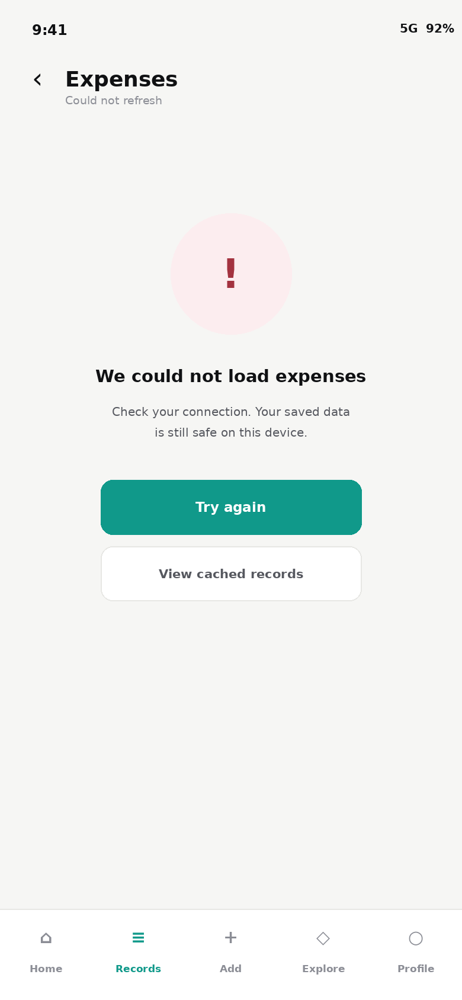 9:41
5G 92%
Expenses
Could not refresh
!
We could not load expenses
Check your connection. Your saved data
is still safe on this device.
Try again
View cached records
Home
Records
Add
Explore
Profile